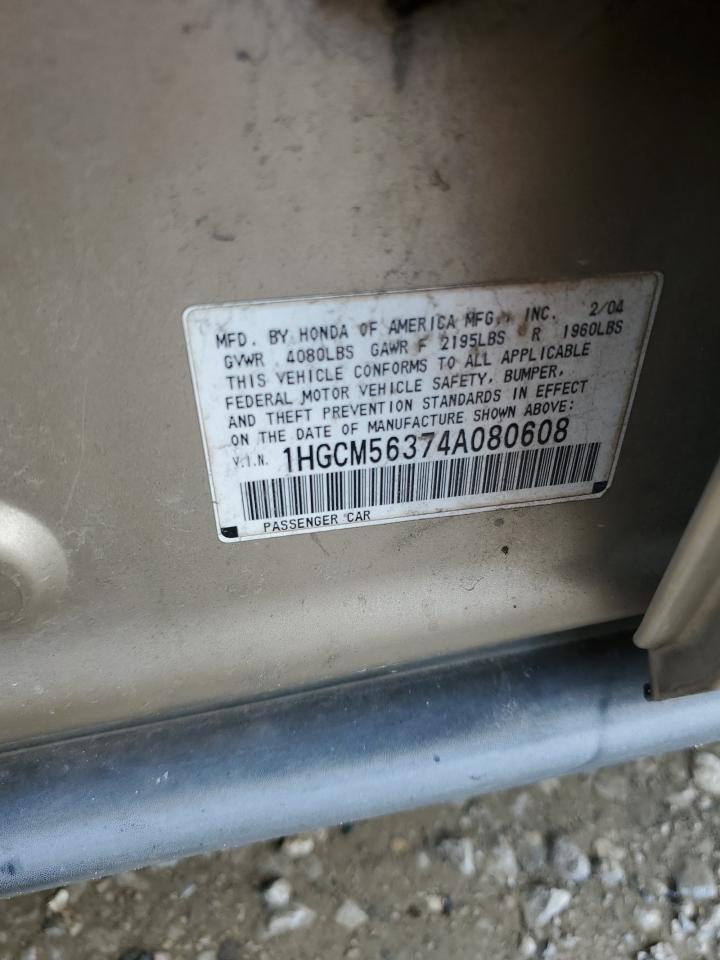 MFD. BY HONDA OF AMERICA MFG., INC. 2/04
GVWR 4080LBS GAWR F 2195LBS R 1960LBS
THIS VEHICLE CONFORMS TO ALL APPLICABLE
FEDERAL MOTOR VEHICLE SAFETY, BUMPER,
AND THEFT PREVENTION STANDARDS IN EFFECT
ON THE DATE OF MANUFACTURE SHOWN ABOVE:
V.I.N. 1HGCM56374A080608
PASSENGER CAR